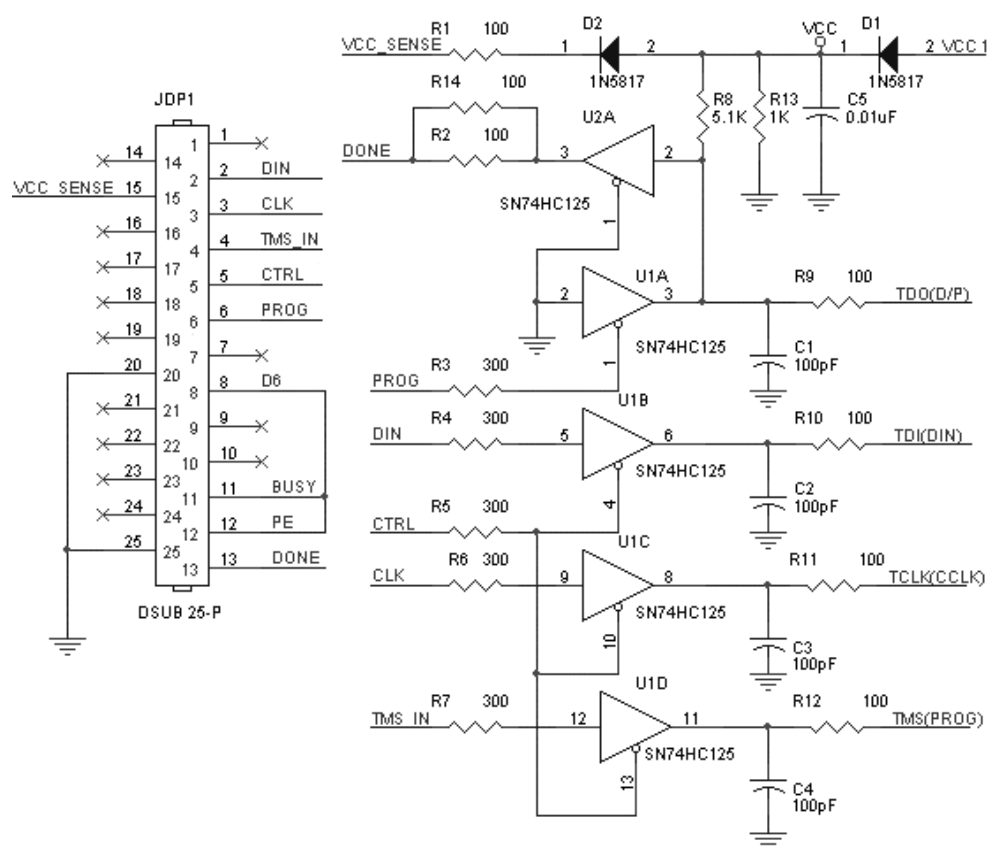 R1 100
VCC_SENSE
1
D2
2
1N5817
VCC
1
D1
2 VCC1
1N5817
R14
100
R2 100
DONE
3
U2A
2
SN74HC125
1
R8
5.1K
R13
1K
C5
0.01uF
JDP1
1 1
14 14
2 2 DIN
VCC_SENSE 15 15
3 3 CLK
16 16
4 4 TMS_IN
17 17
5 5 CTRL
18 18
6 6 PROG
19 19
7 7
20 20
8 8 D6
21 21
9 9
22 22
10 10
23 23
11 11 BUSY
24 24
12 12 PE
25 25
13 13 DONE
DSUB 25-P
U1A
2
3
SN74HC125
1
R9 100
TDO(D/P)
C1
100pF
R3 300
PROG
U1B
R4 300
DIN
5
6
SN74HC125
4
R10 100
TDI(DIN)
C2
100pF
R5 300
CTRL
U1C
R6 300
CLK
9
8
SN74HC125
10
R11 100
TCLK(CCLK)
C3
100pF
U1D
R7 300
TMS_IN
12
11
SN74HC125
13
R12 100
TMS(PROG)
C4
100pF